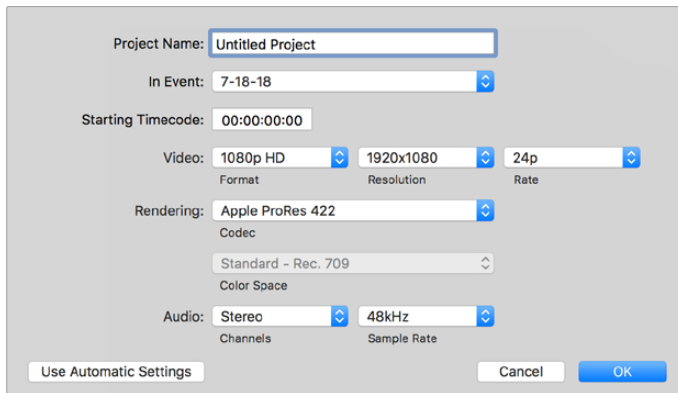 Project Name: Untitled Project
In Event: 7-18-18
Starting Timecode: 00:00:00:00
Video: 1080p HD 1920x1080 24p
Format Resolution Rate
Rendering: Apple ProRes 422
Codec
Standard - Rec. 709
Color Space
Audio: Stereo 48kHz
Channels Sample Rate
Use Automatic Settings Cancel OK